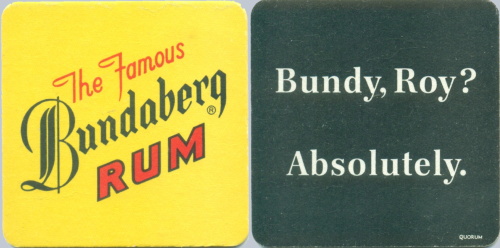 The Famous
Bundaberg®
RUM
Bundy, Roy?
Absolutely.
QUORUM